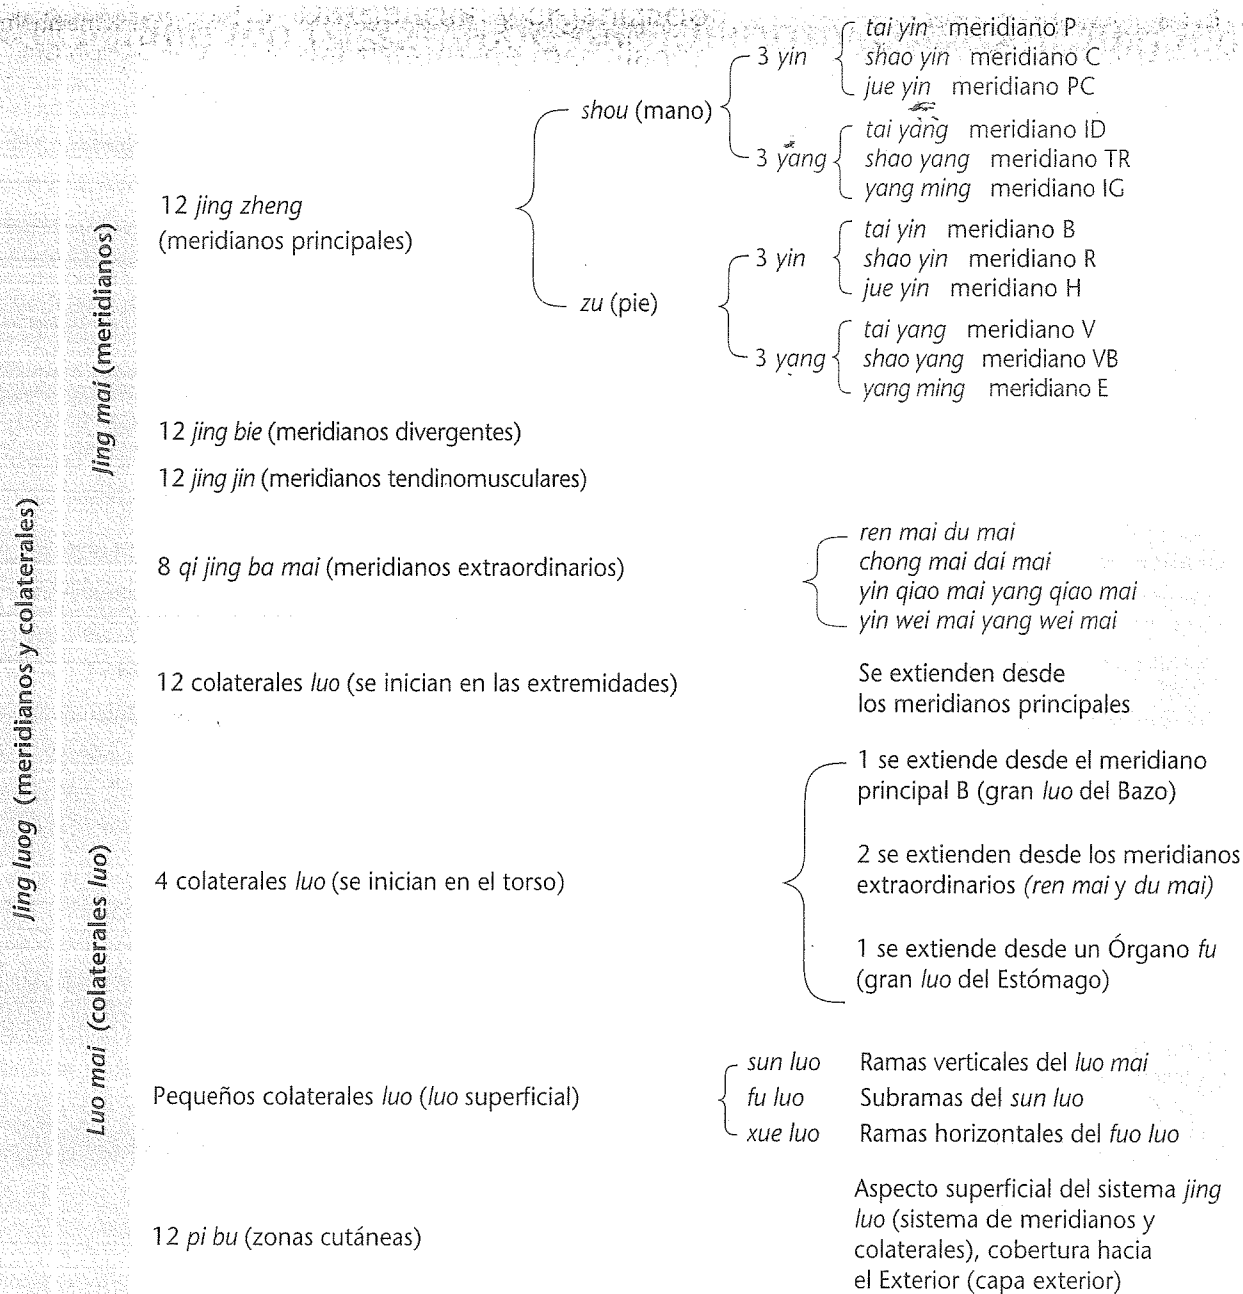 Jing luog (meridianos y colaterales)
Jing mai (meridianos)
12 jing zheng
(meridianos principales)
shou (mano)
3 yin
tai yin meridiano P
shao yin meridiano C
jue yin meridiano PC
3 yang
tai yang meridiano ID
shao yang meridiano TR
yang ming meridiano IG
zu (pie)
3 yin
tai yin meridiano B
shao yin meridiano R
jue yin meridiano H
3 yang
tai yang meridiano V
shao yang meridiano VB
yang ming meridiano E
12 jing bie (meridianos divergentes)
12 jing jin (meridianos tendinomusculares)
8 qi jing ba mai (meridianos extraordinarios)
ren mai du mai
chong mai dai mai
yin qiao mai yang qiao mai
yin wei mai yang wei mai
Luo mai (colaterales luo)
12 colaterales luo (se inician en las extremidades)
Se extienden desde
los meridianos principales
4 colaterales luo (se inician en el torso)
1 se extiende desde el meridiano
principal B (gran luo del Bazo)
2 se extienden desde los meridianos
extraordinarios (ren mai y du mai)
1 se extiende desde un Órgano fu
(gran luo del Estómago)
Pequeños colaterales luo (luo superficial)
sun luo Ramas verticales del luo mai
fu luo Subramas del sun luo
xue luo Ramas horizontales del fuo luo
12 pi bu (zonas cutáneas)
Aspecto superficial del sistema jing
luo (sistema de meridianos y
colaterales), cobertura hacia
el Exterior (capa exterior)